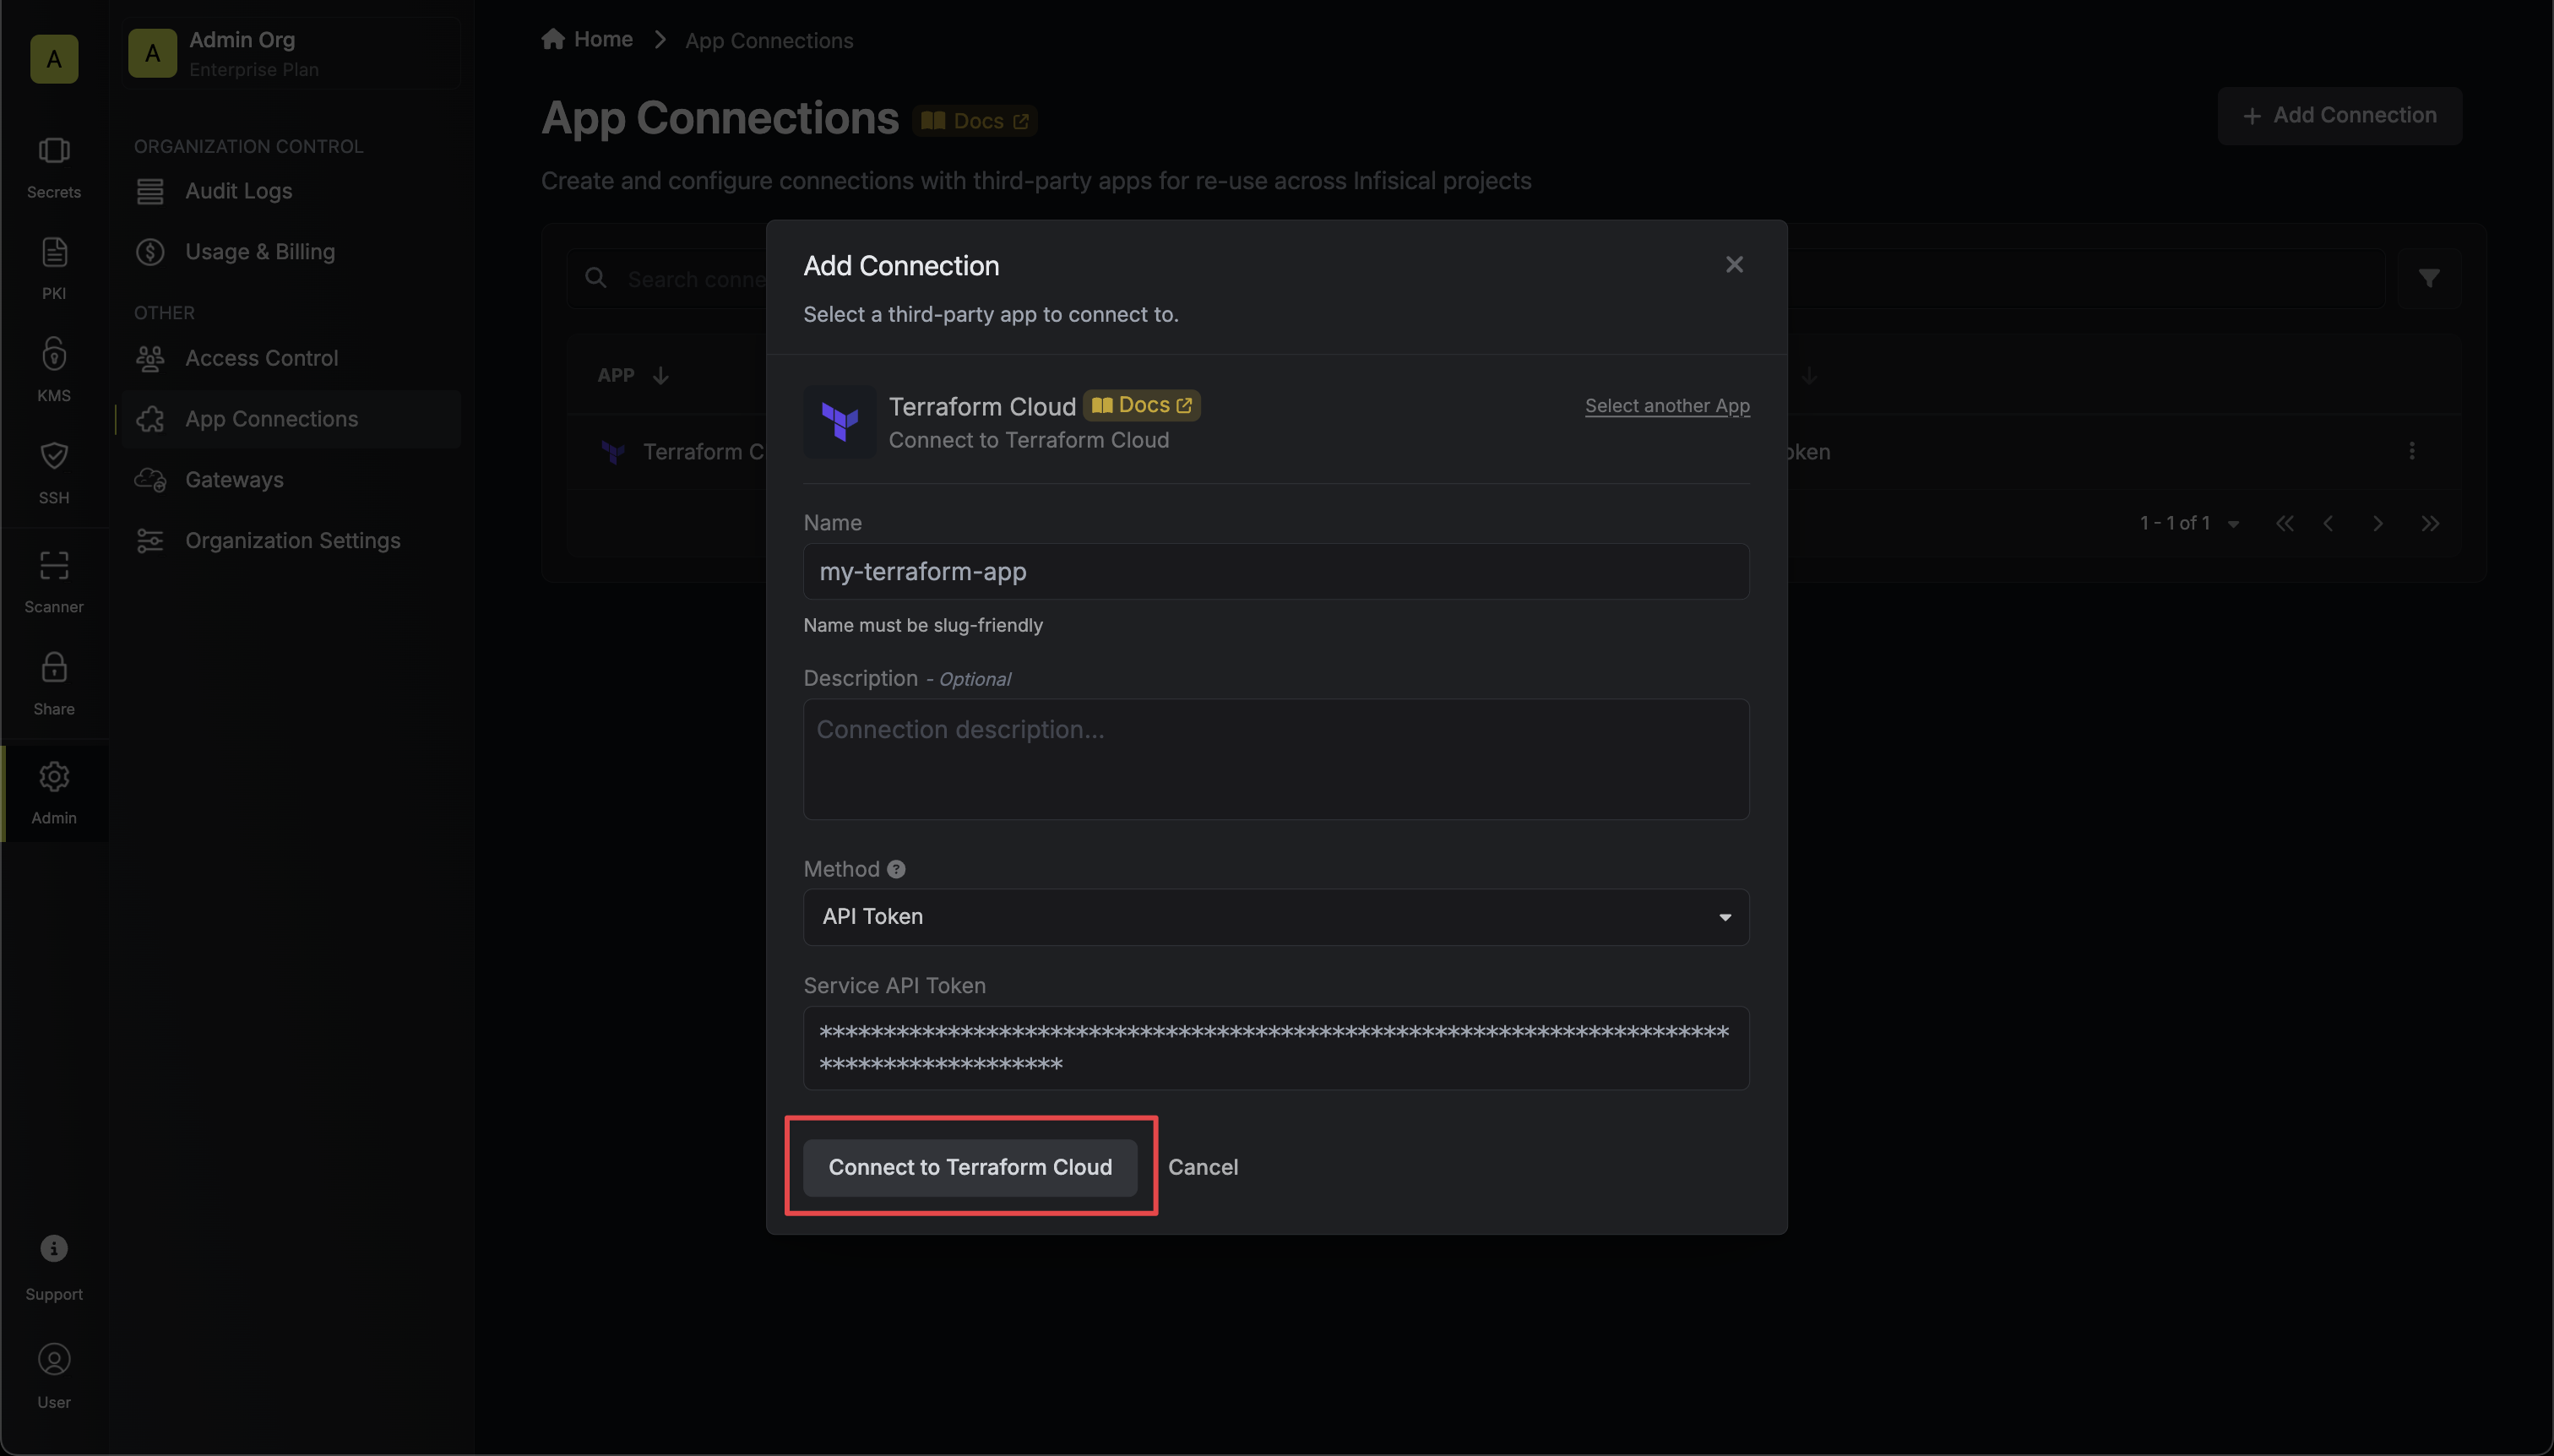 A
Secrets
PKI
KMS
SSH
Scanner
Share
Admin
Support
User
A
Admin Org
Enterprise Plan
ORGANIZATION CONTROL
Audit Logs
Usage & Billing
OTHER
Access Control
App Connections
Gateways
Organization Settings
Home
App Connections
App Connections
Docs
Add Connection
Create and configure connections with third-party apps for re-use across Infisical projects
Search conne
APP
Terraform C
oken
1 - 1 of 1
Add Connection
Select a third-party app to connect to.
Terraform Cloud
Docs
Select another App
Connect to Terraform Cloud
Name
my-terraform-app
Name must be slug-friendly
Description - Optional
Connection description...
Method
API Token
Service API Token
***********************************************************************
*******************
Connect to Terraform Cloud
Cancel